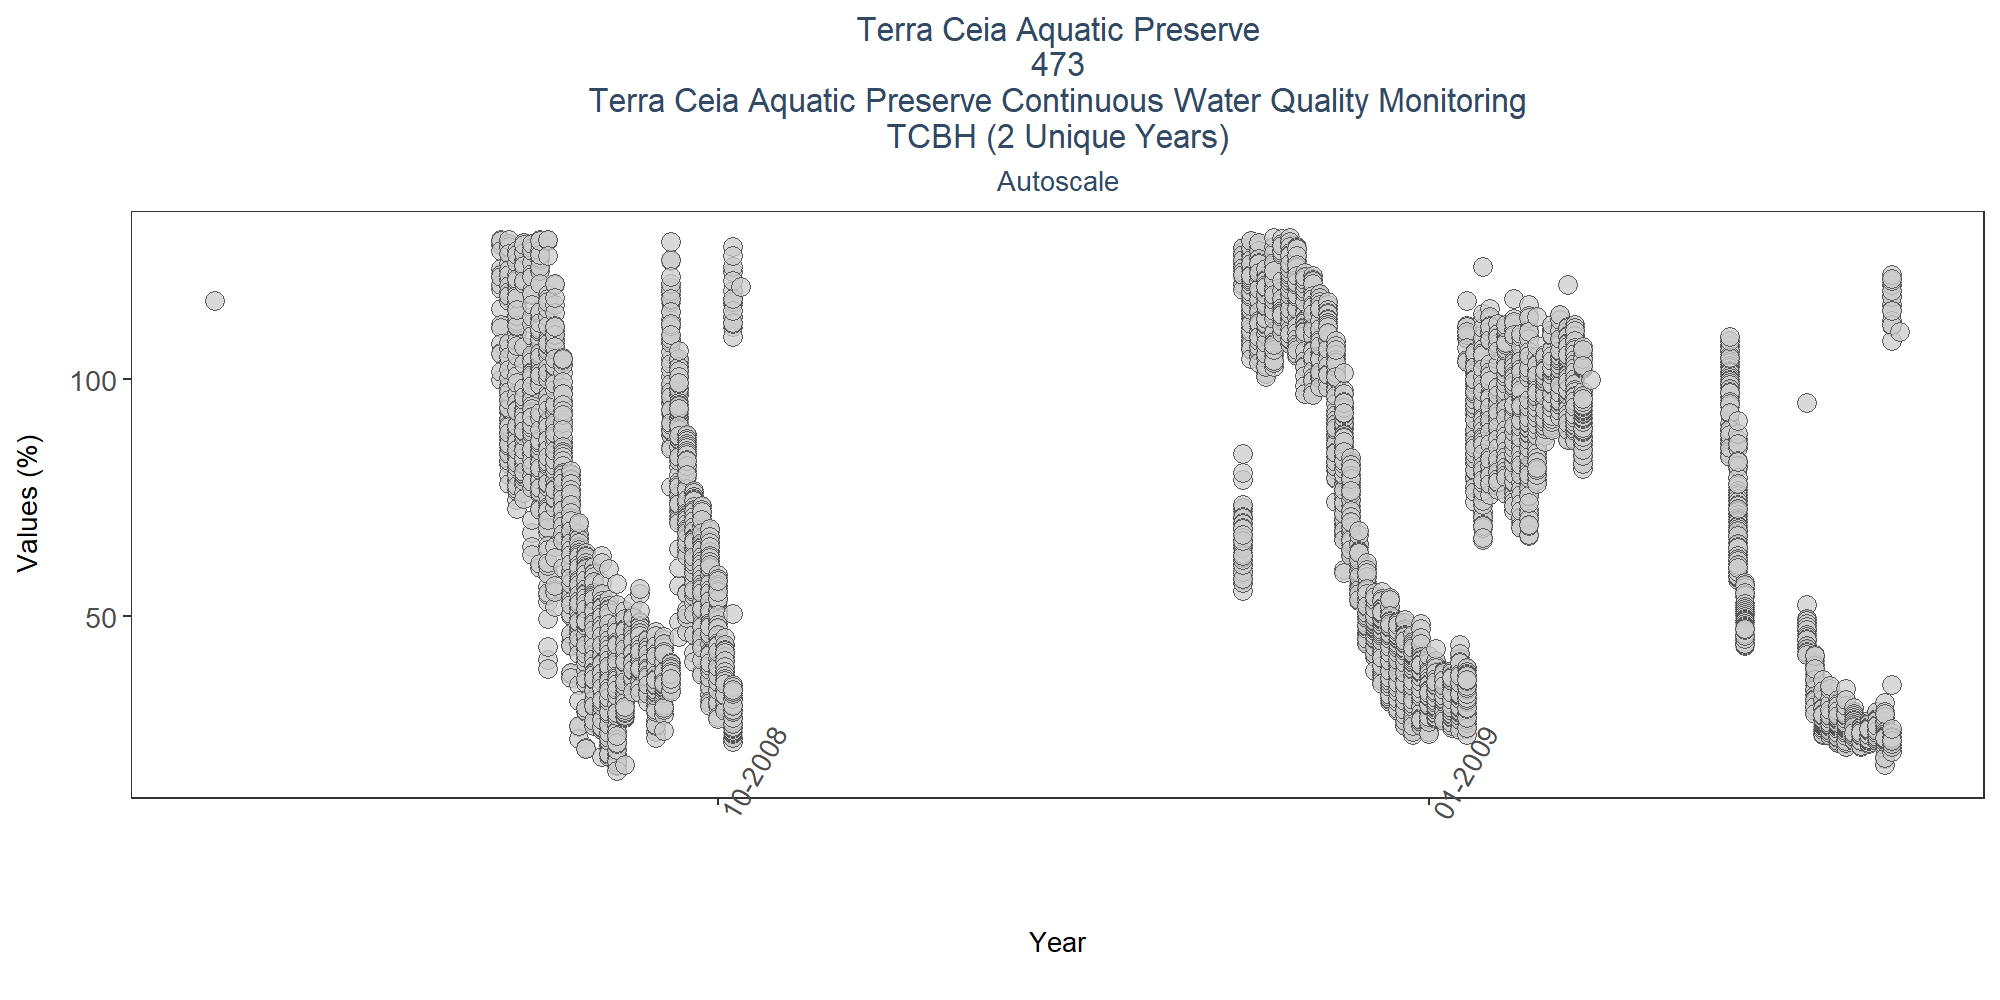 Terra Ceia Aquatic Preserve
473
Terra Ceia Aquatic Preserve Continuous Water Quality Monitoring
TCBH (2 Unique Years)
Autoscale
Values (%)
100
50
10-2008
01-2009
Year